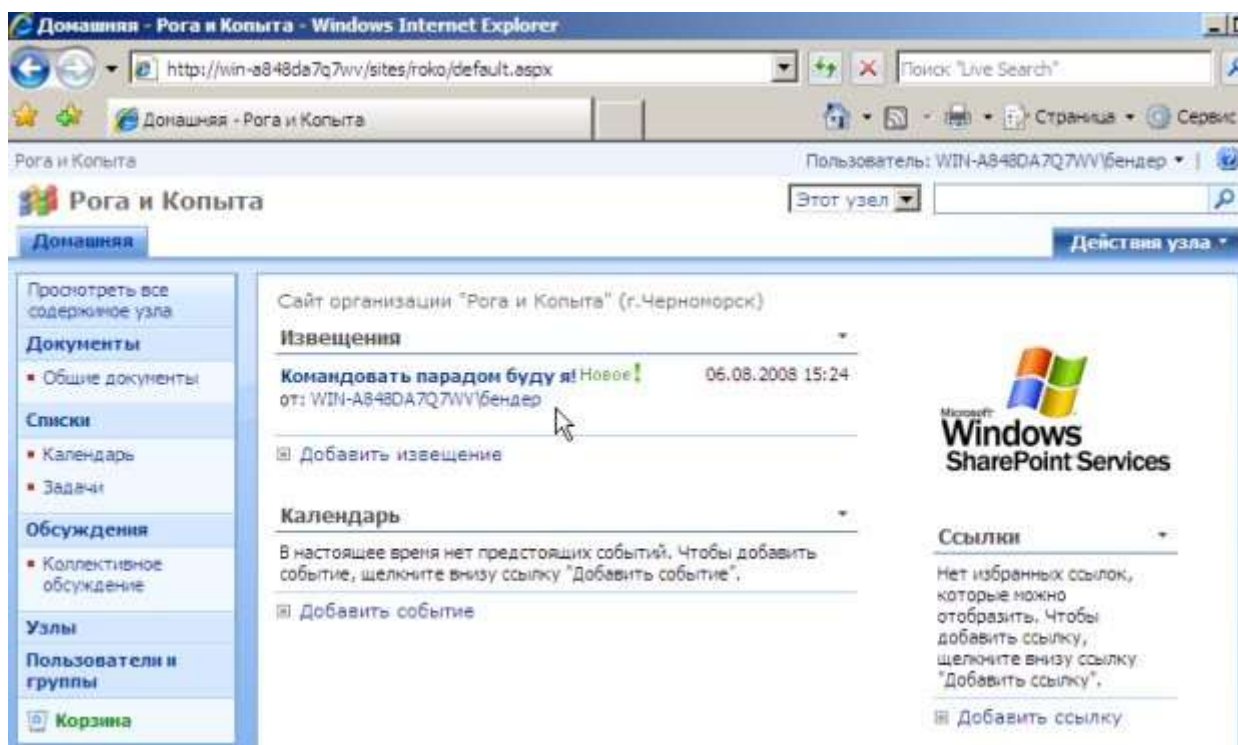 Домашняя - Рога и Копыта - Windows Internet Explorer
http://win-a848da7q7wv/sites/roko/default.aspx
Поиск "Live Search"
Домашняя - Рога и Копыта
Страница
Сервис
Рога и Копыта
Пользователь: WIN-A848DA7Q7WV\бендер
Рога и Копыта
Этот узел
Домашняя
Действия узла
Просмотреть все
содержимое узла
Документы
Общие документы
Списки
Календарь
Задачи
Обсуждения
Коллективное
обсуждение
Узлы
Пользователи и
группы
Корзина
Сайт организации "Рога и Копыта" (г.Черноморск)
Извещения
Командовать парадом буду я! Новое! 06.08.2008 15:24
от: WIN-A848DA7Q7WV\бендер
Добавить извещение
Календарь
В настоящее время нет предстоящих событий. Чтобы добавить
событие, щелкните внизу ссылку "Добавить событие".
Добавить событие
Microsoft
Windows
SharePoint Services
Ссылки
Нет избранных ссылок,
которые можно
отобразить. Чтобы
добавить ссылку,
щелкните внизу ссылку
"Добавить ссылку".
Добавить ссылку